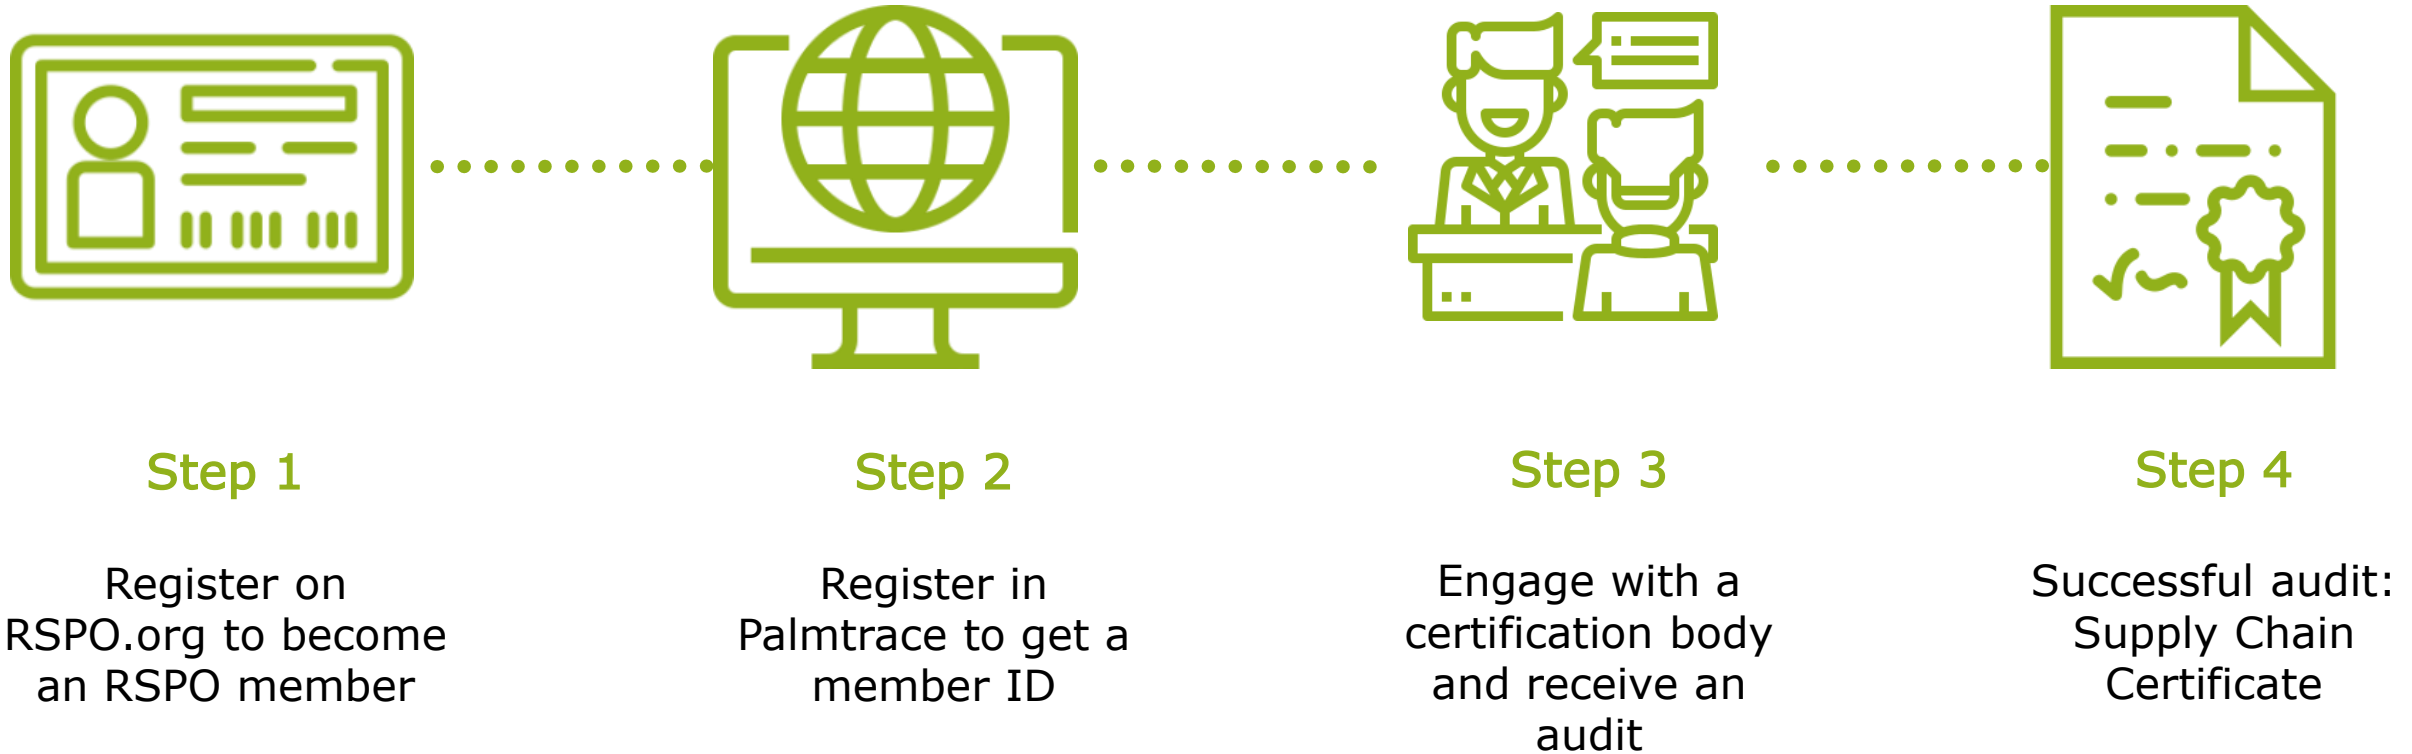 Step 1
Register on
RSPO.org to become
an RSPO member
Step 2
Register in
Palmtrace to get a
member ID
Step 3
Engage with a
certification body
and receive an
audit
Step 4
Successful audit:
Supply Chain
Certificate